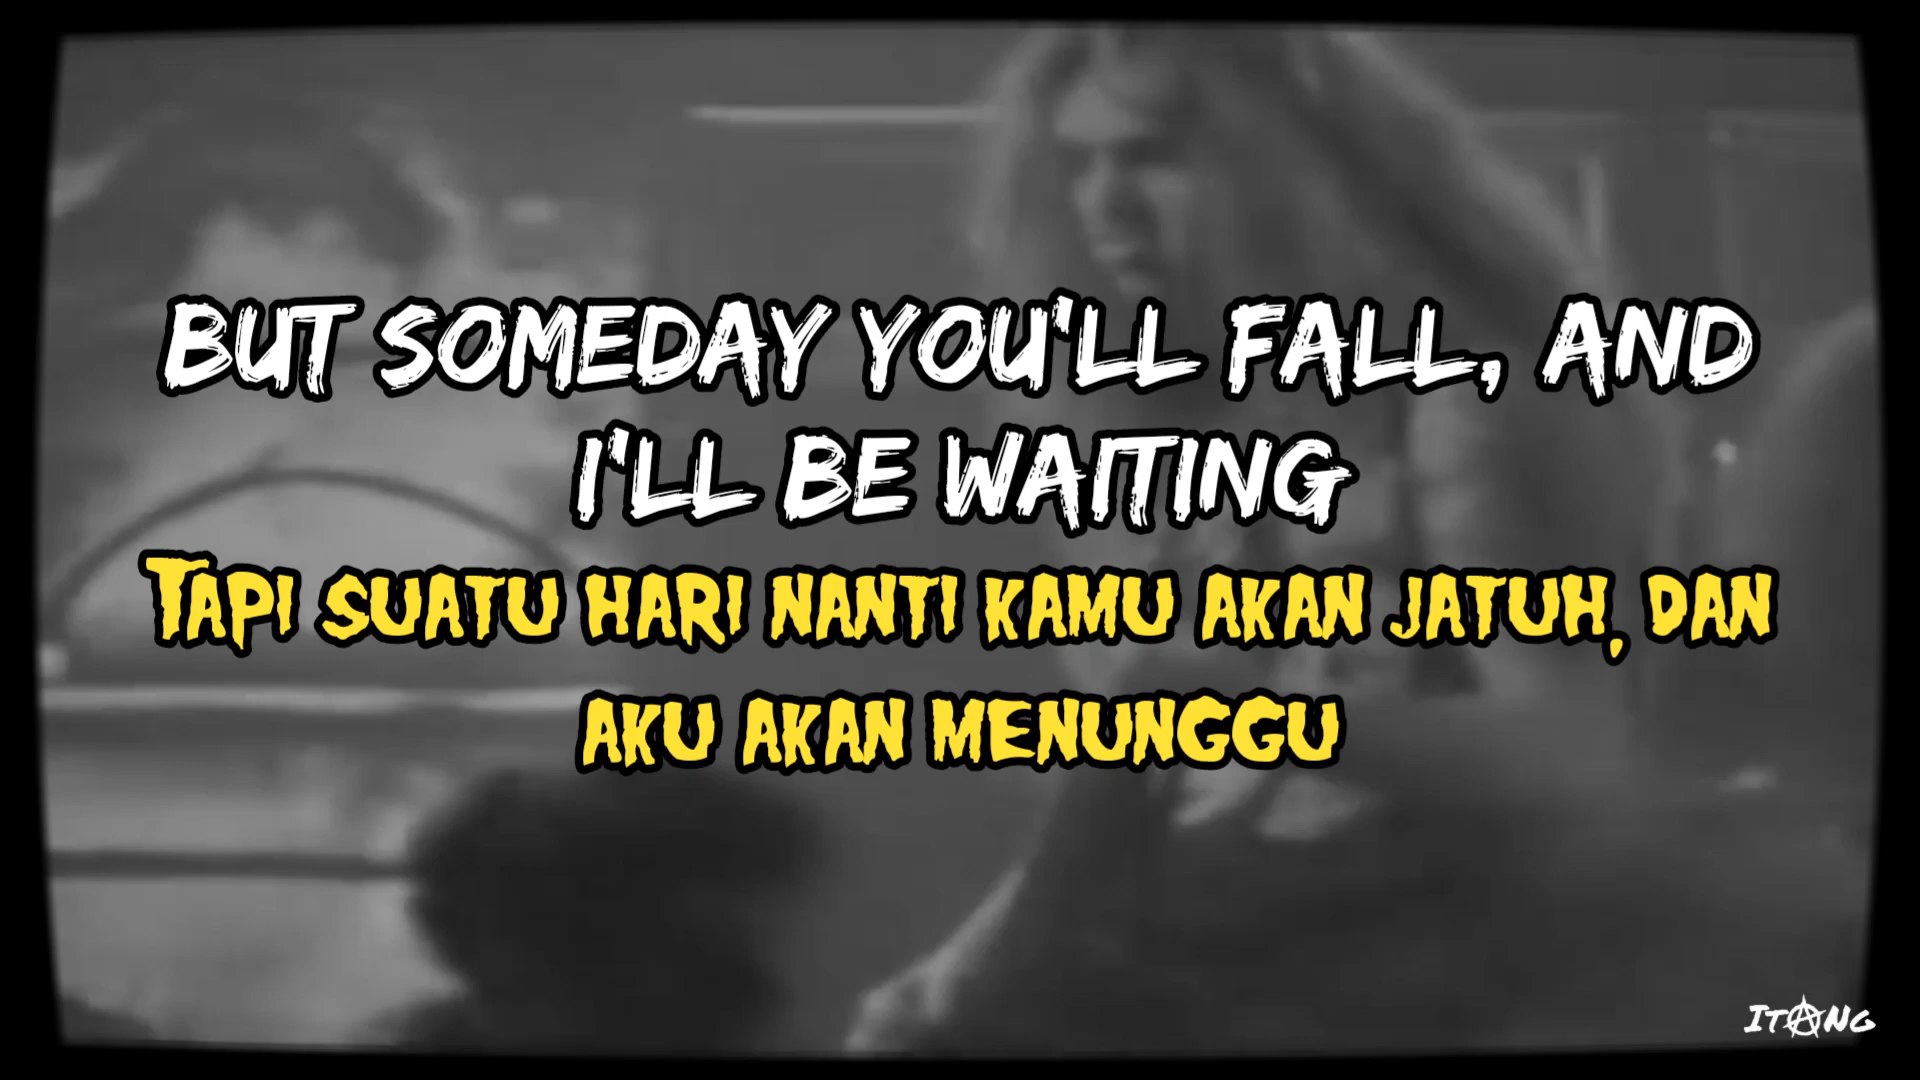 BUT SOMEDAY YOU'LL FALL, AND
I'LL BE WAITING
TAPI SUATU HARI NANTI KAMU AKAN JATUH, DAN
AKU AKAN MENUNGGU
ITANG